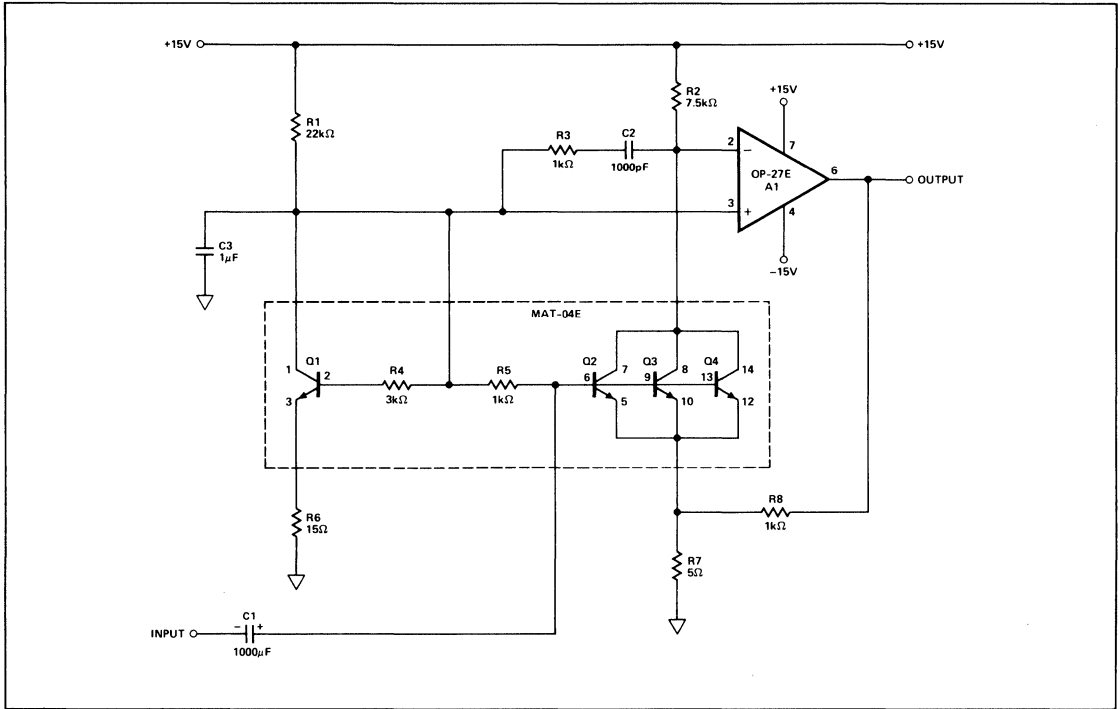 +15V
+15V
R2
7.5kΩ
+15V
R1
22kΩ
R3
1kΩ
C2
1000pF
2
−
7
OP-27E
A1
6
OUTPUT
3
+
4
−15V
C3
1μF
MAT-04E
1
Q1
2
3
R4
3kΩ
R5
1kΩ
Q2
7
6
5
Q3
8
9
10
Q4
14
13
12
R6
15Ω
R8
1kΩ
R7
5Ω
INPUT
C1
− +
1000μF